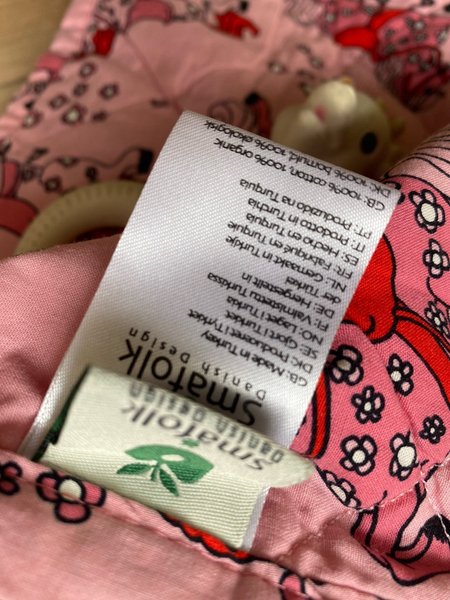 Smafolk
Danish Design
GB: Made in Turkey
DK: Produceret Tyrkiet
SE: Gjort i Turkiet
NO: Laget i Tyrkia
FI: Valmistettu Turkissa
DE: Hergestellt in
der Türkei
NL: Gemaakt in Turkije
FR: Fabriqué en Turquie
ES: Hecho en Turquía
IT: prodotto in Turchia
PT: Produzido na Turquia
GB: 100% cotton, 100% organic
DK: 100% bomuld, 100% økologisk
smafolk
Danish Design